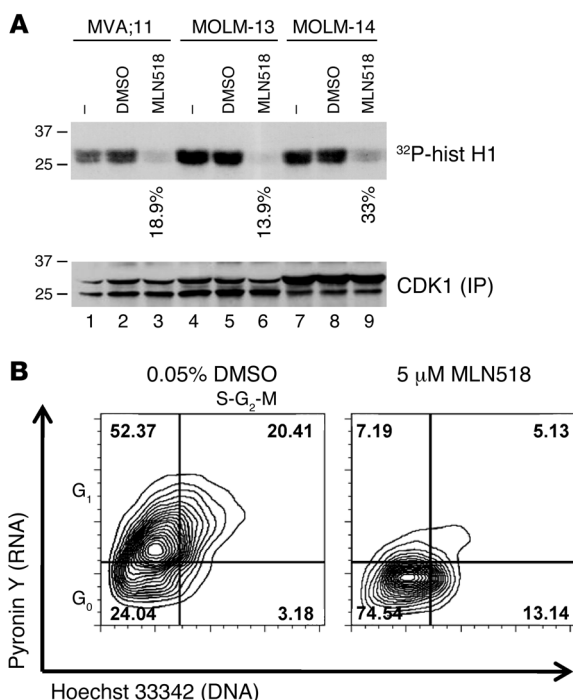 A
MVA;11 MOLM-13 MOLM-14
– DMSO MLN518 – DMSO MLN518 – DMSO MLN518
37
25
³²P-hist H1
18.9% 13.9% 33%
37
25
CDK1 (IP)
1 2 3 4 5 6 7 8 9
B
0.05% DMSO 5 μM MLN518
S-G₂-M
52.37 20.41 7.19 5.13
G₁
G₀
24.04 3.18 74.54 13.14
Pyronin Y (RNA)
Hoechst 33342 (DNA)